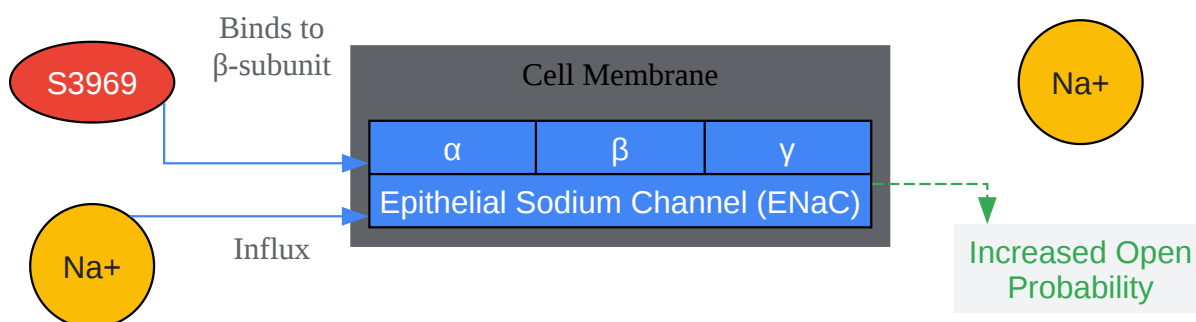 Binds to
β-subunit
S3969
Cell Membrane
Na+
α β γ
Epithelial Sodium Channel (ENaC)
Influx
Na+
Increased Open
Probability